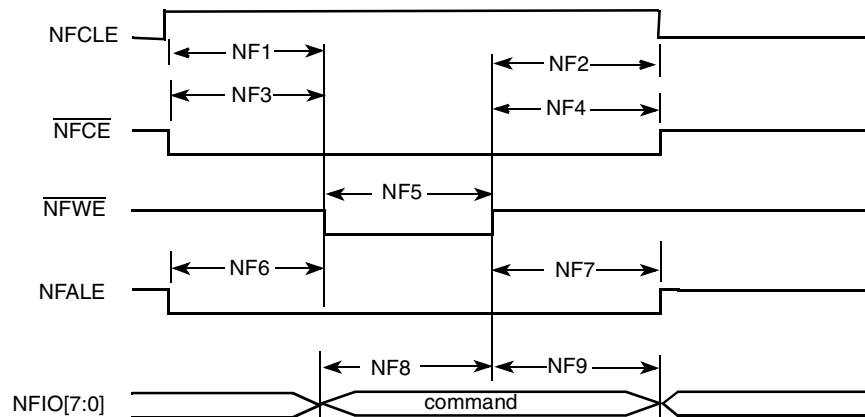 NFCLE
NF1
NF2
NF3
NF4
NFCE
NF5
NFWE
NF6
NF7
NFALE
NF8
NF9
NFIO[7:0]
command